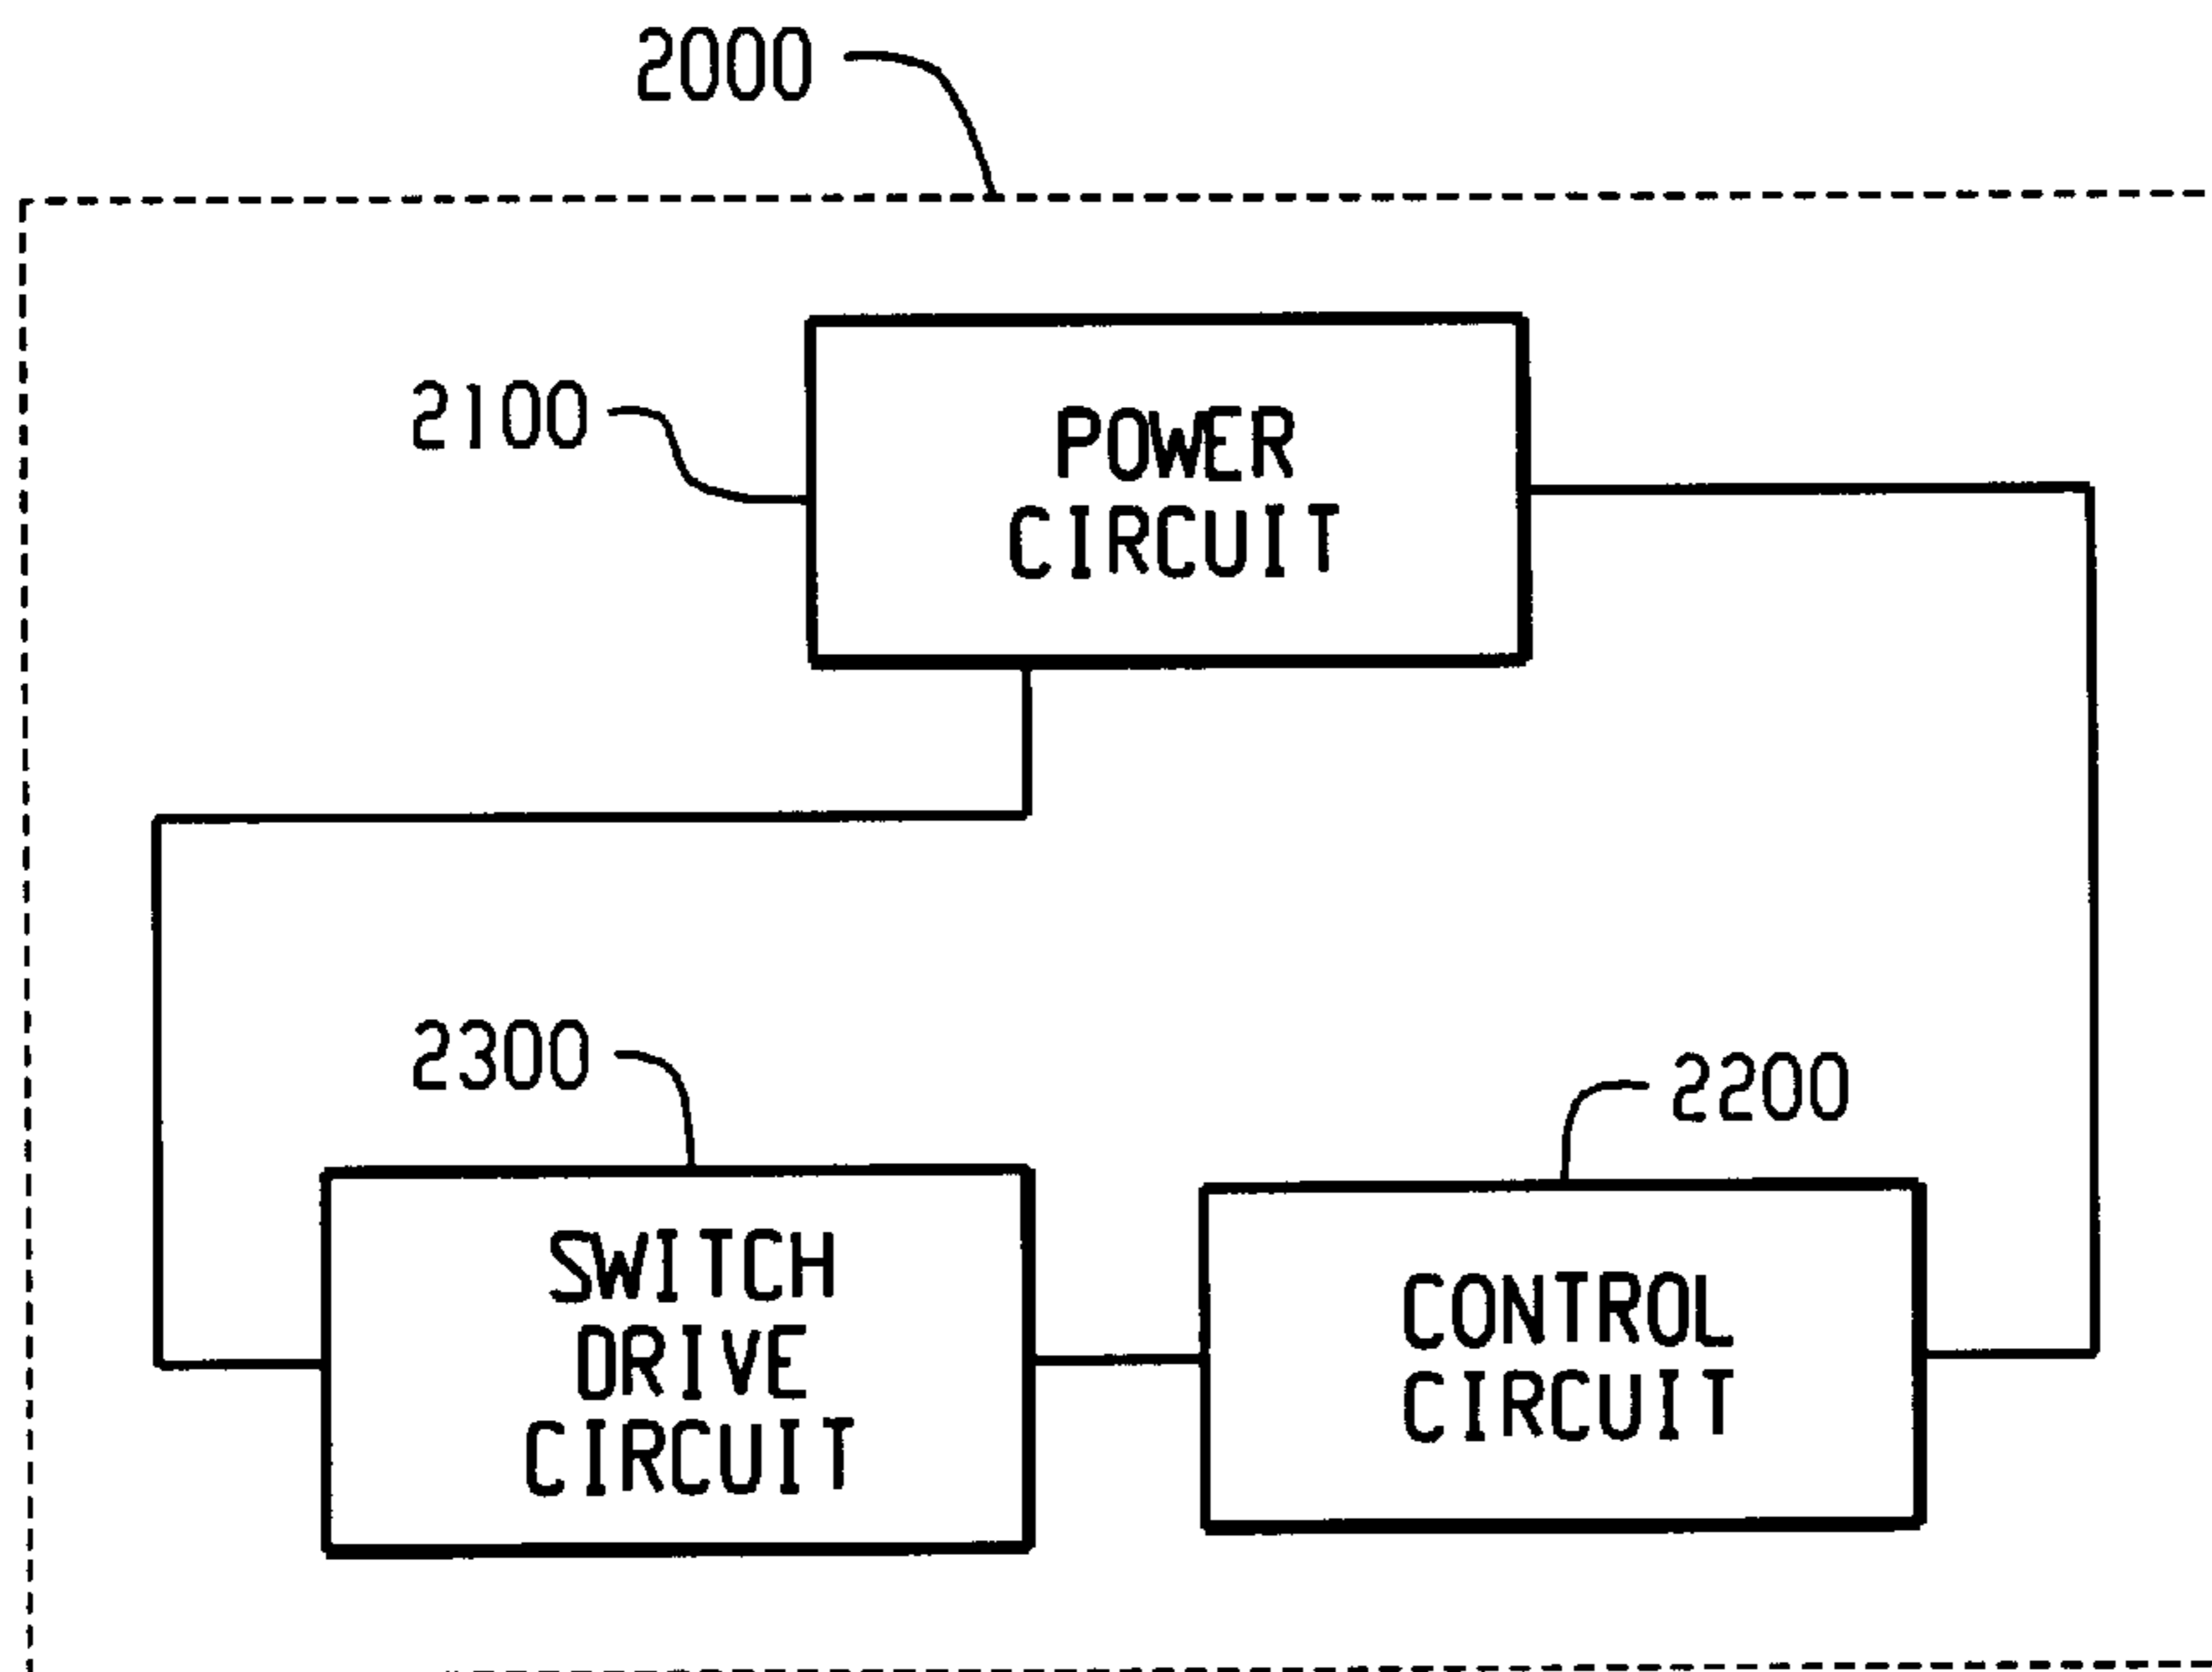 2000
2100
POWER
CIRCUIT
2300
2200
SWITCH
DRIVE
CIRCUIT
CONTROL
CIRCUIT